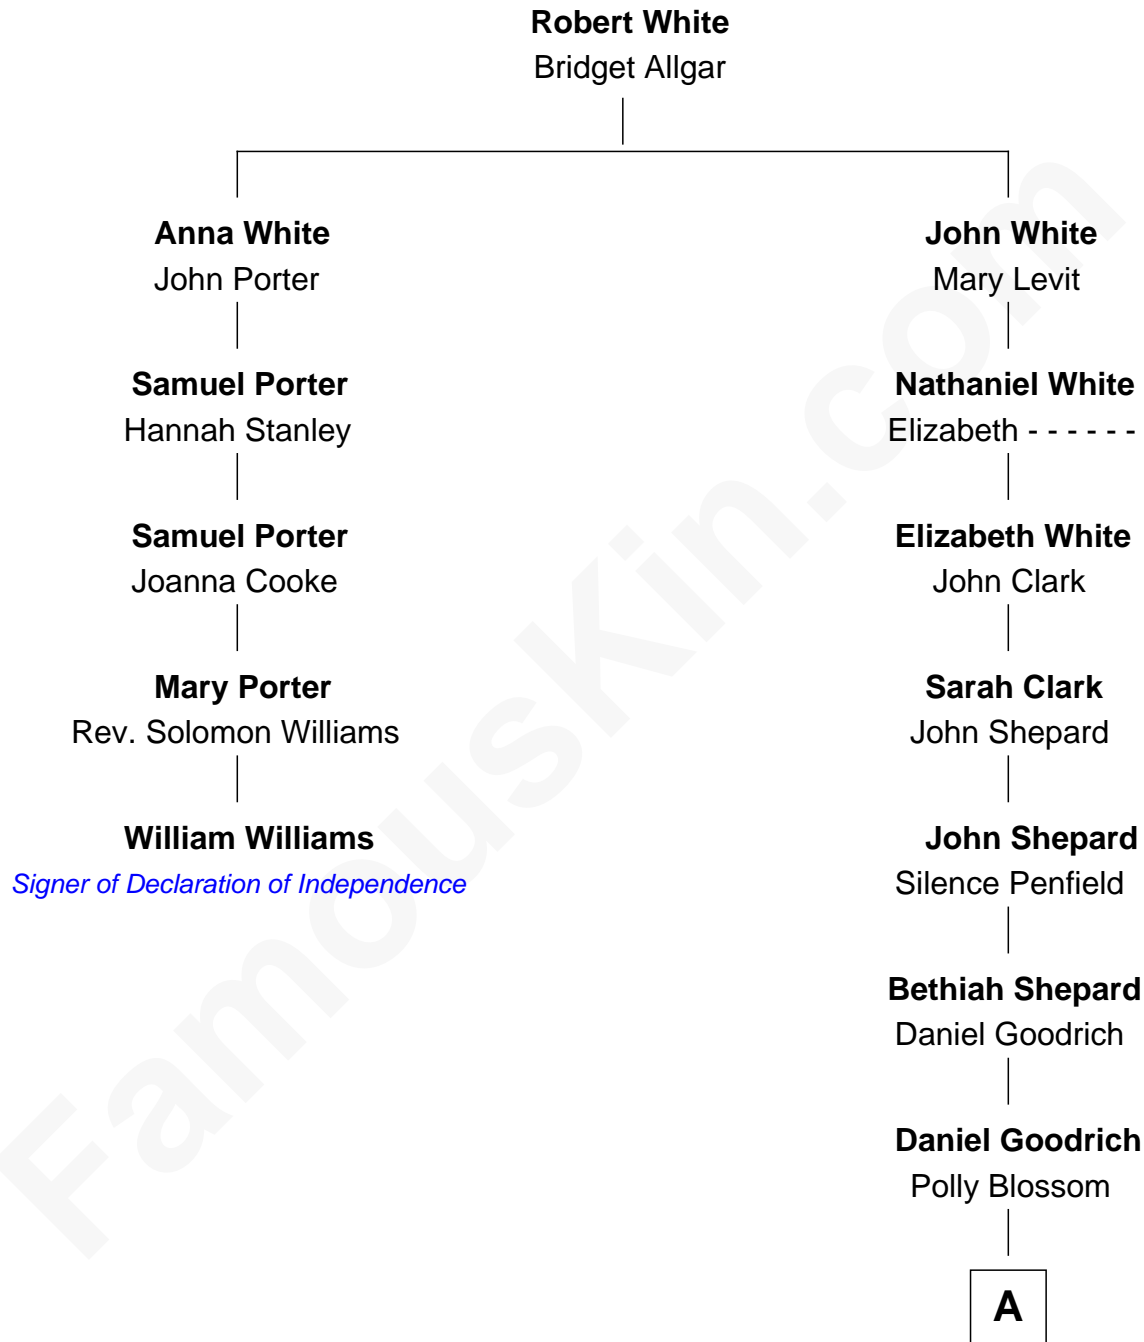 Robert White
Bridget Allgar
Anna White
John Porter
Samuel Porter
Hannah Stanley
Samuel Porter
Joanna Cooke
Mary Porter
Rev. Solomon Williams
William Williams
Signer of Declaration of Independence
John White
Mary Levit
Nathaniel White
Elizabeth - - - - - -
Elizabeth White
John Clark
Sarah Clark
John Shepard
John Shepard
Silence Penfield
Bethiah Shepard
Daniel Goodrich
Daniel Goodrich
Polly Blossom
A
FamousKin.com